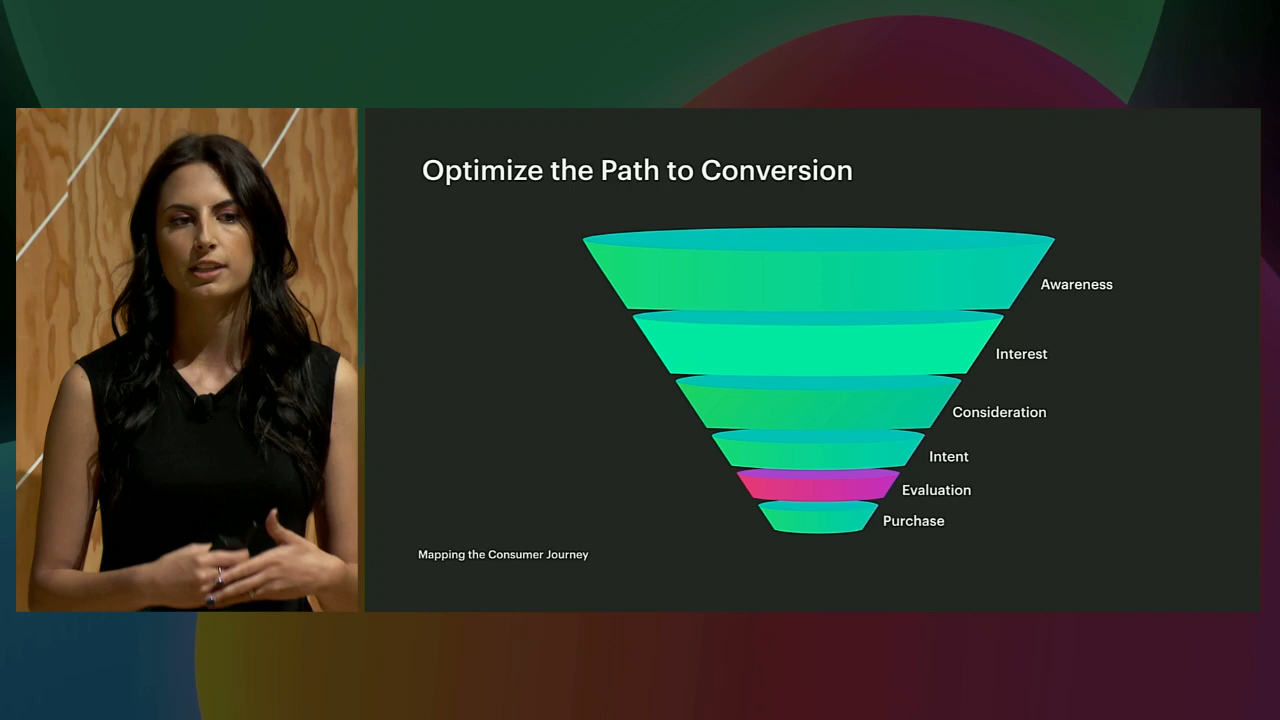 Optimize the Path to Conversion
Awareness
Interest
Consideration
Intent
Evaluation
Purchase
Mapping the Consumer Journey